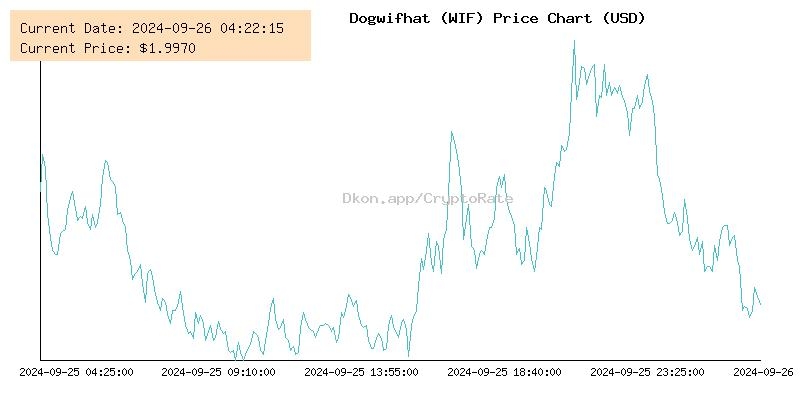 Dogwifhat (WIF) Price Chart (USD)
Current Date: 2024-09-26 04:22:15
Current Price: $1.9970
Dkon.app/CryptoRate
2024-09-25 04:25:00 2024-09-25 09:10:00 2024-09-25 13:55:00 2024-09-25 18:40:00 2024-09-25 23:25:00 2024-09-26